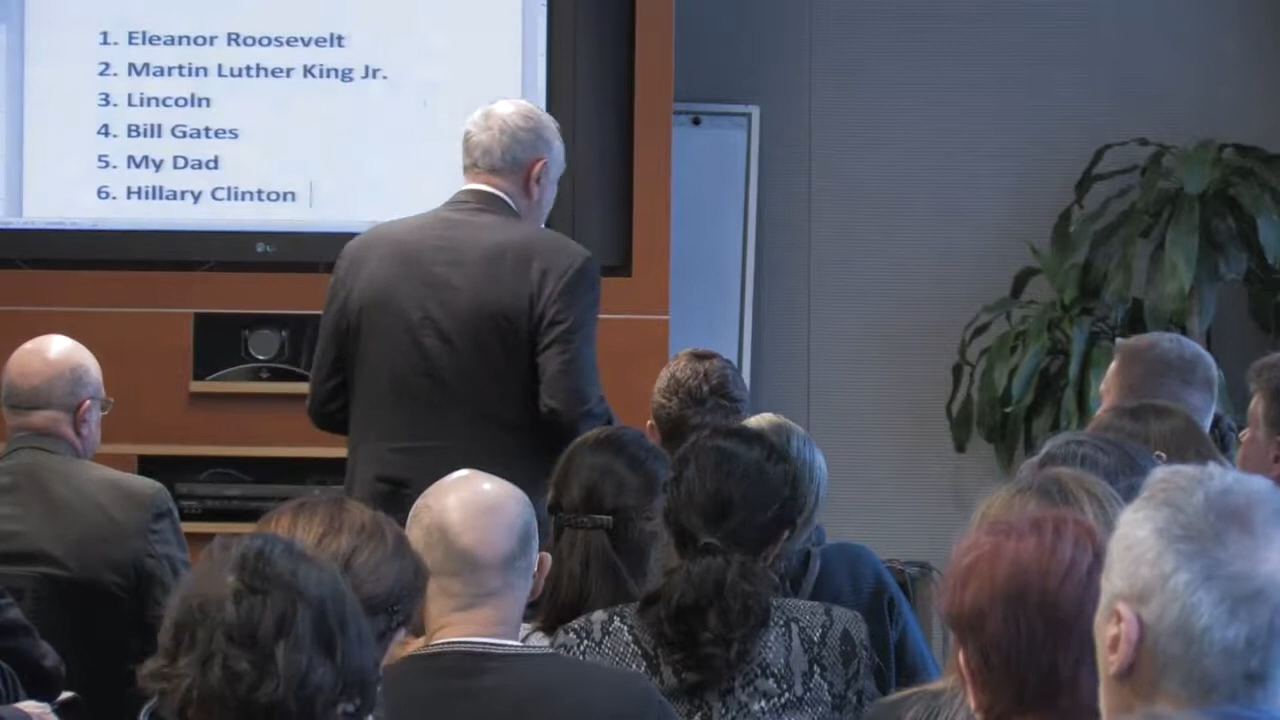 1. Eleanor Roosevelt
2. Martin Luther King Jr.
3. Lincoln
4. Bill Gates
5. My Dad
6. Hillary Clinton
LG